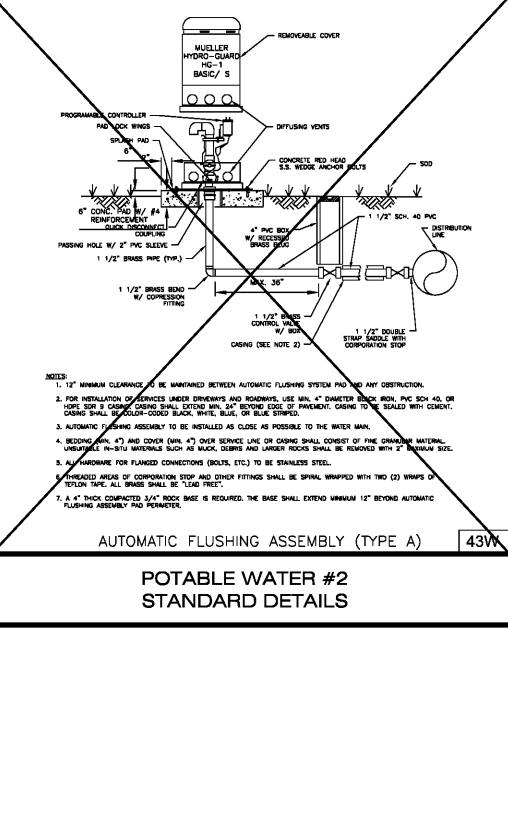 REMOVEABLE COVER
MUELLER
HYDRO-GUARD
HG-1
BASIC/ S
PROGRAMABLE CONTROLLER
PAD LOCK WINGS
DIFFUSING VENTS
SPLASH PAD
6"
CONCRETE RED HEAD
S.S. WEDGE ANCHOR BOLTS
SOD
6" CONC. PAD W/ #4
REINFORCEMENT
QUICK DISCONNECT
COUPLING
4" PVC BOX
W/ RECESSED
BRASS PLUG
1 1/2" SCH. 40 PVC
DISTRIBUTION
LINE
PASSING HOLE W/ 2" PVC SLEEVE
1 1/2" BRASS PIPE (TYP.)
MAX. 36"
1 1/2" BRASS BEND
W/ COPRESSION
FITTING
1 1/2" BRASS
CONTROL VALVE
W/ BOX
CASING (SEE NOTE 2)
1 1/2" DOUBLE
STRAP SADDLE WITH
CORPORATION STOP
NOTES:
1. 12" MINIMUM CLEARANCE TO BE MAINTAINED BETWEEN AUTOMATIC FLUSHING SYSTEM PAD AND ANY OBSTRUCTION.
2. FOR INSTALLATION OF SERVICES UNDER DRIVEWAYS AND ROADWAYS, USE MIN. 4" DIAMETER BLACK IRON, PVC SCH 40, OR
HDPE SDR 9 CASING. CASING SHALL EXTEND MIN. 24" BEYOND EDGE OF PAVEMENT. CASING TO BE SEALED WITH CEMENT.
CASING SHALL BE COLOR-CODED BLACK, WHITE, BLUE, OR BLUE STRIPED.
3. AUTOMATIC FLUSHING ASSEMBLY TO BE INSTALLED AS CLOSE AS POSSIBLE TO THE WATER MAIN.
4. BEDDING (MIN. 4") AND COVER (MIN. 4") OVER SERVICE LINE OR CASING SHALL CONSIST OF FINE GRANULAR MATERIAL.
UNSUITABLE IN-SITU MATERIALS SUCH AS MUCK, DEBRIS AND LARGER ROCKS SHALL BE REMOVED WITH 2" MAXIMUM SIZE.
5. ALL HARDWARE FOR FLANGED CONNECTIONS (BOLTS, ETC.) TO BE STAINLESS STEEL.
6. THREADED AREAS OF CORPORATION STOP AND OTHER FITTINGS SHALL BE SPIRAL WRAPPED WITH TWO (2) WRAPS OF
TEFLON TAPE. ALL BRASS SHALL BE "LEAD FREE".
7. A 4" THICK COMPACTED 3/4" ROCK BASE IS REQUIRED. THE BASE SHALL EXTEND MINIMUM 12" BEYOND AUTOMATIC
FLUSHING ASSEMBLY PAD PERIMETER.
AUTOMATIC FLUSHING ASSEMBLY (TYPE A)
43W
POTABLE WATER #2
STANDARD DETAILS